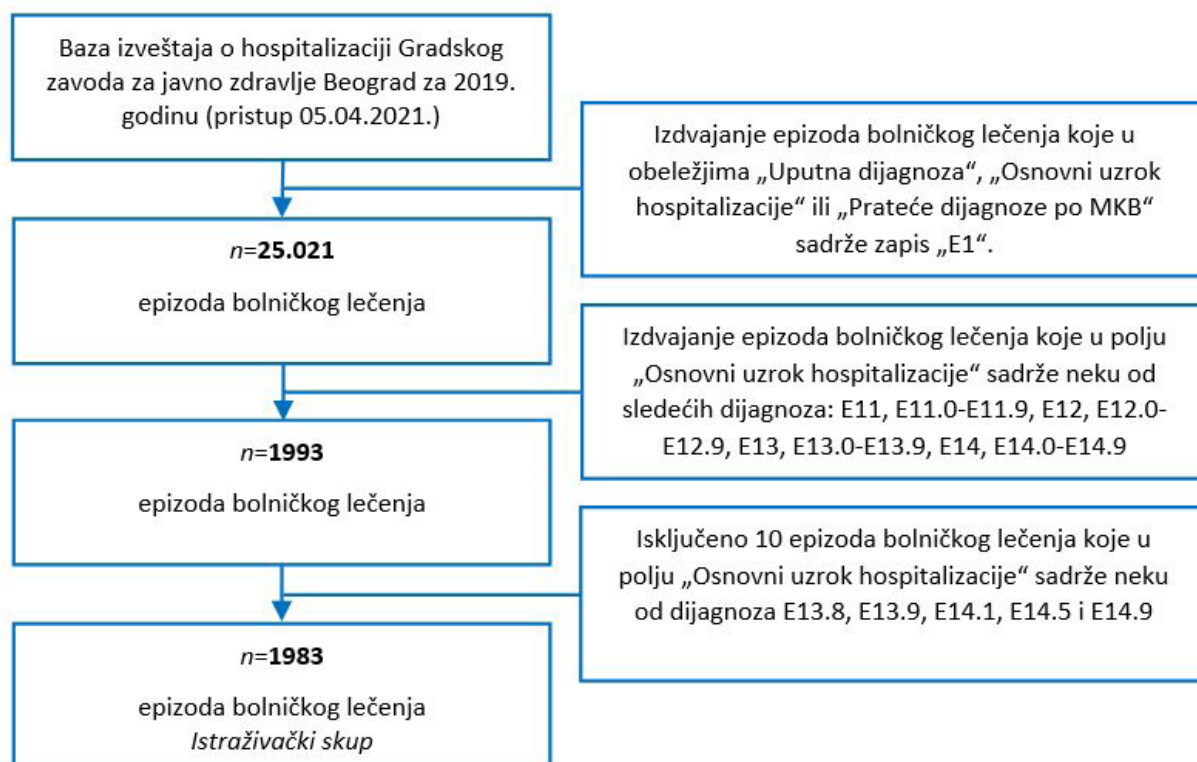 Baza izveštaja o hospitalizaciji Gradskog
zavoda za javno zdravlje Beograd za 2019.
godinu (pristup 05.04.2021.)
Izdvajanje epizoda bolničkog lečenja koje u
obeležjima „Uputna dijagnoza“, „Osnovni uzrok
hospitalizacije“ ili „Prateće dijagnoze po MKB“
sadrže zapis „E1“.
n=25.021
epizoda bolničkog lečenja
Izdvajanje epizoda bolničkog lečenja koje u polju
„Osnovni uzrok hospitalizacije“ sadrže neku od
sledećih dijagnoza: E11, E11.0-E11.9, E12, E12.0-
E12.9, E13, E13.0-E13.9, E14, E14.0-E14.9
n=1993
epizoda bolničkog lečenja
Isključeno 10 epizoda bolničkog lečenja koje u
polju „Osnovni uzrok hospitalizacije“ sadrže neku
od dijagnoza E13.8, E13.9, E14.1, E14.5 i E14.9
n=1983
epizoda bolničkog lečenja
Istraživački skup